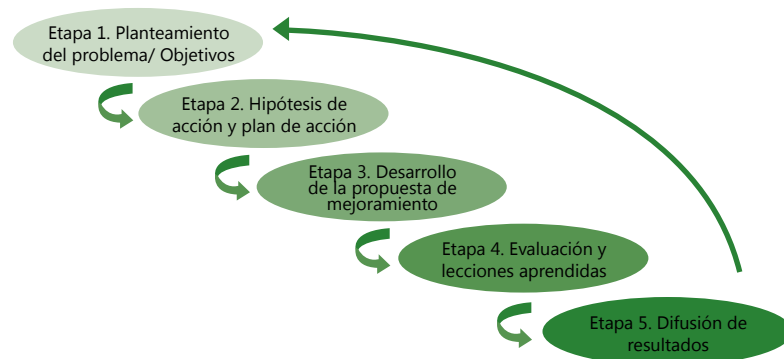 Etapa 1. Planteamiento
del problema/ Objetivos
Etapa 2. Hipótesis de
acción y plan de acción
Etapa 3. Desarrollo
de la propuesta de
mejoramiento
Etapa 4. Evaluación y
lecciones aprendidas
Etapa 5. Difusión de
resultados